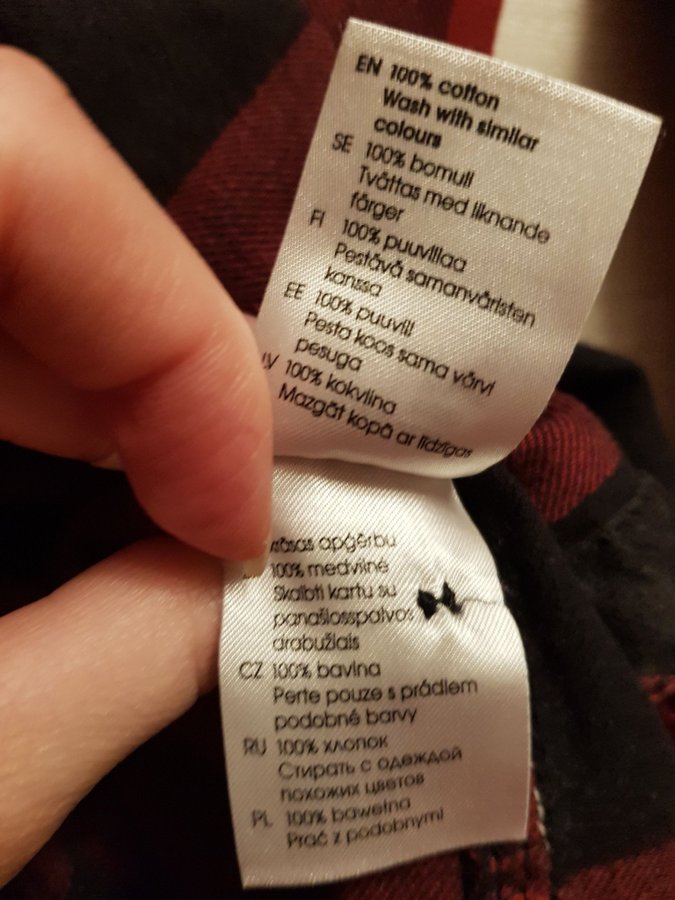 EN 100% cotton
Wash with similar
colours
SE 100% bomull
Tvättas med liknande
färger
FI 100% puuvillaa
Pestävä samanväristen
kanssa
EE 100% puuvill
Pesta koos sama värvi
pesuga
LV 100% kokvilna
Mazgāt kopā ar līdzīgas
krāsas apģērbu
100% medvilnė
Skalbti kartu su
panašiosspalvos
drabužiais
CZ 100% bavlna
Perte pouze s prádlem
podobné barvy
RU 100% хлопок
Стирать с одеждой
похожих цветов
PL 100% bawełna
Prać z podobnymi